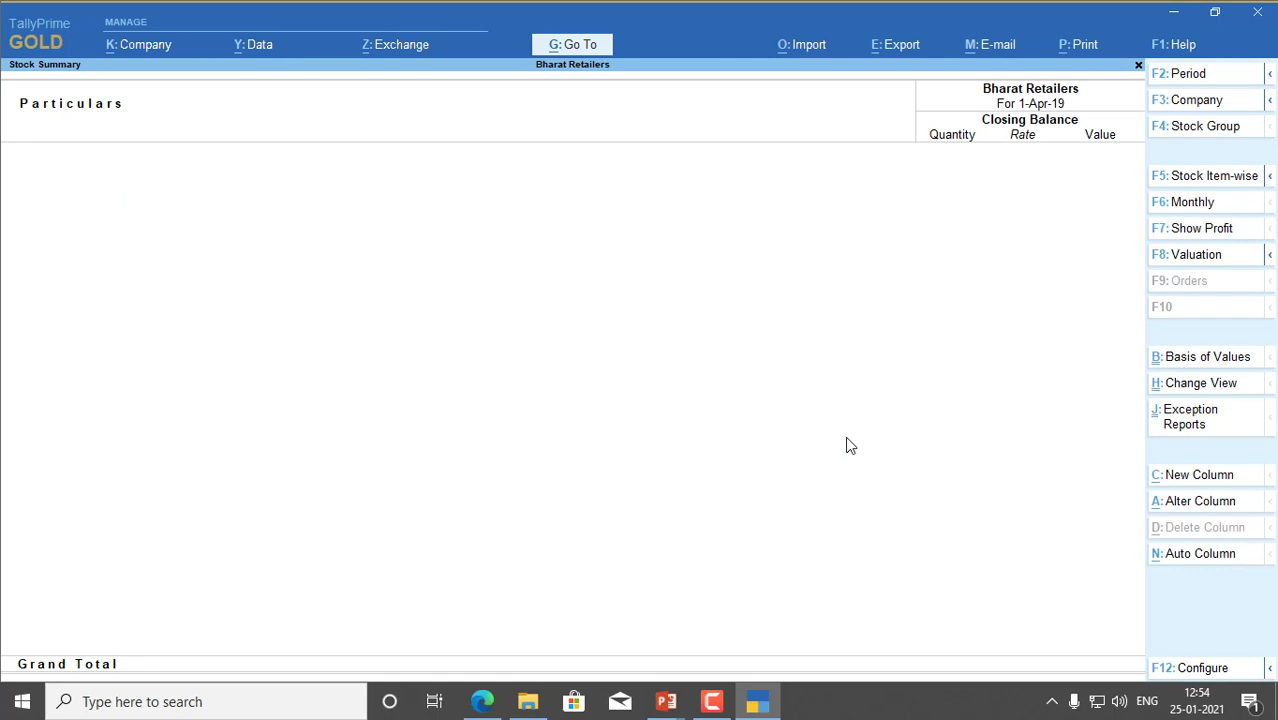 TallyPrime
GOLD
MANAGE
K: Company
Y: Data
Z: Exchange
G: Go To
O: Import
E: Export
M: E-mail
P: Print
F1: Help
Stock Summary
Bharat Retailers
Particulars
Bharat Retailers
For 1-Apr-19
Closing Balance
Quantity Rate Value
F2: Period
F3: Company
F4: Stock Group
F5: Stock Item-wise
F6: Monthly
F7: Show Profit
F8: Valuation
F9: Orders
F10
B: Basis of Values
H: Change View
J: Exception
Reports
C: New Column
A: Alter Column
D: Delete Column
N: Auto Column
Grand Total
F12: Configure
Type here to search
ENG
12:54
25-01-2021
1